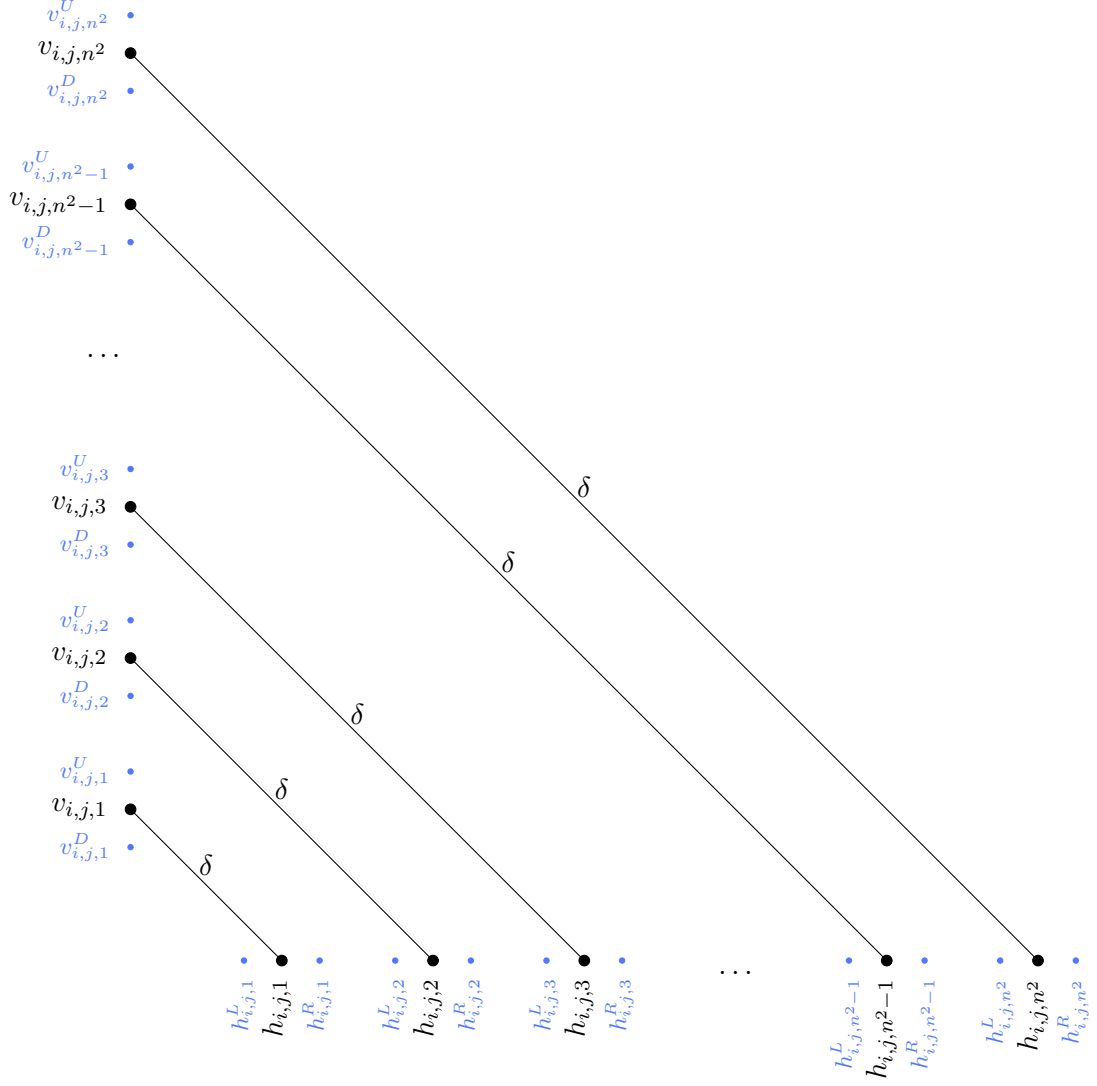 v^U_{i,j,n^2}
v_{i,j,n^2}
v^D_{i,j,n^2}
v^U_{i,j,n^2-1}
v_{i,j,n^2-1}
v^D_{i,j,n^2-1}
...
v^U_{i,j,3}
v_{i,j,3}
v^D_{i,j,3}
v^U_{i,j,2}
v_{i,j,2}
v^D_{i,j,2}
v^U_{i,j,1}
v_{i,j,1}
v^D_{i,j,1}
δ
δ
δ
δ
δ
h^L_{i,j,1}
h_{i,j,1}
h^R_{i,j,1}
h^L_{i,j,2}
h_{i,j,2}
h^R_{i,j,2}
h^L_{i,j,3}
h_{i,j,3}
h^R_{i,j,3}
...
h^L_{i,j,n^2-1}
h_{i,j,n^2-1}
h^R_{i,j,n^2-1}
h^L_{i,j,n^2}
h_{i,j,n^2}
h^R_{i,j,n^2}